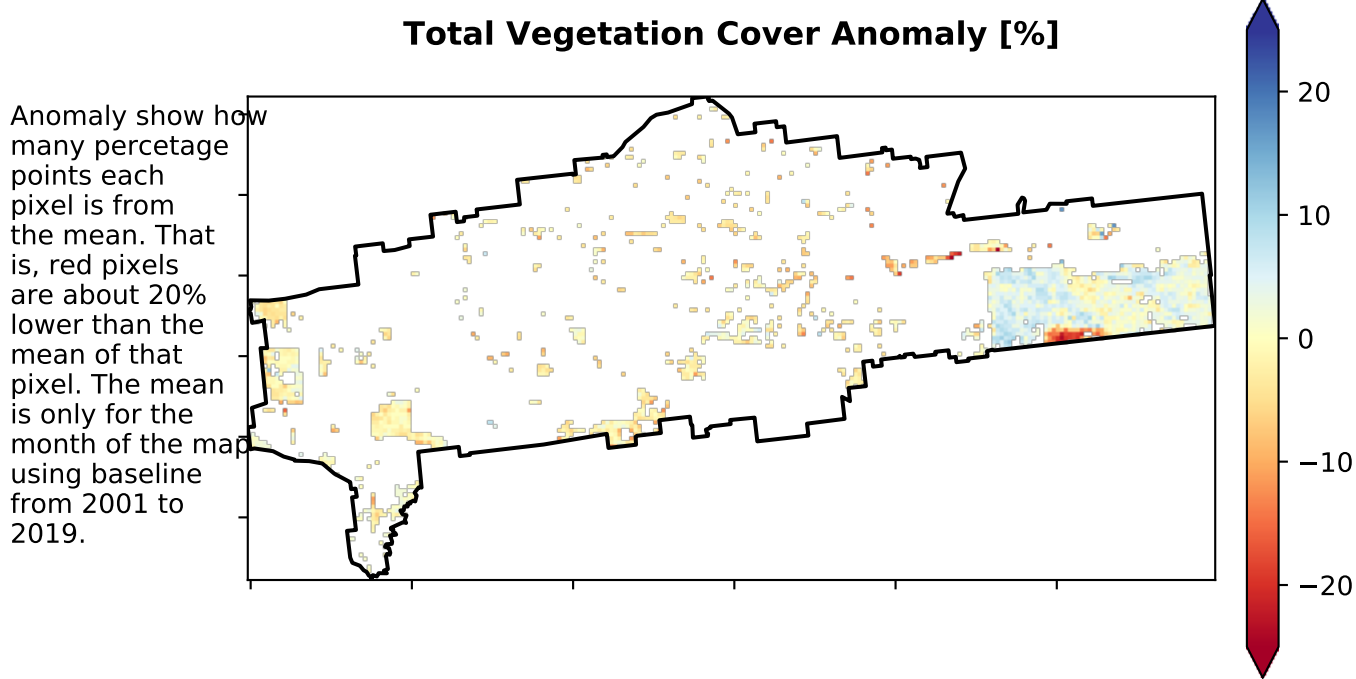 Total Vegetation Cover Anomaly [%]
Anomaly show how
many percetage
points each
pixel is from
the mean. That
is, red pixels
are about 20%
lower than the
mean of that
pixel. The mean
is only for the
month of the map
using baseline
from 2001 to
2019.
20
10
0
−10
−20